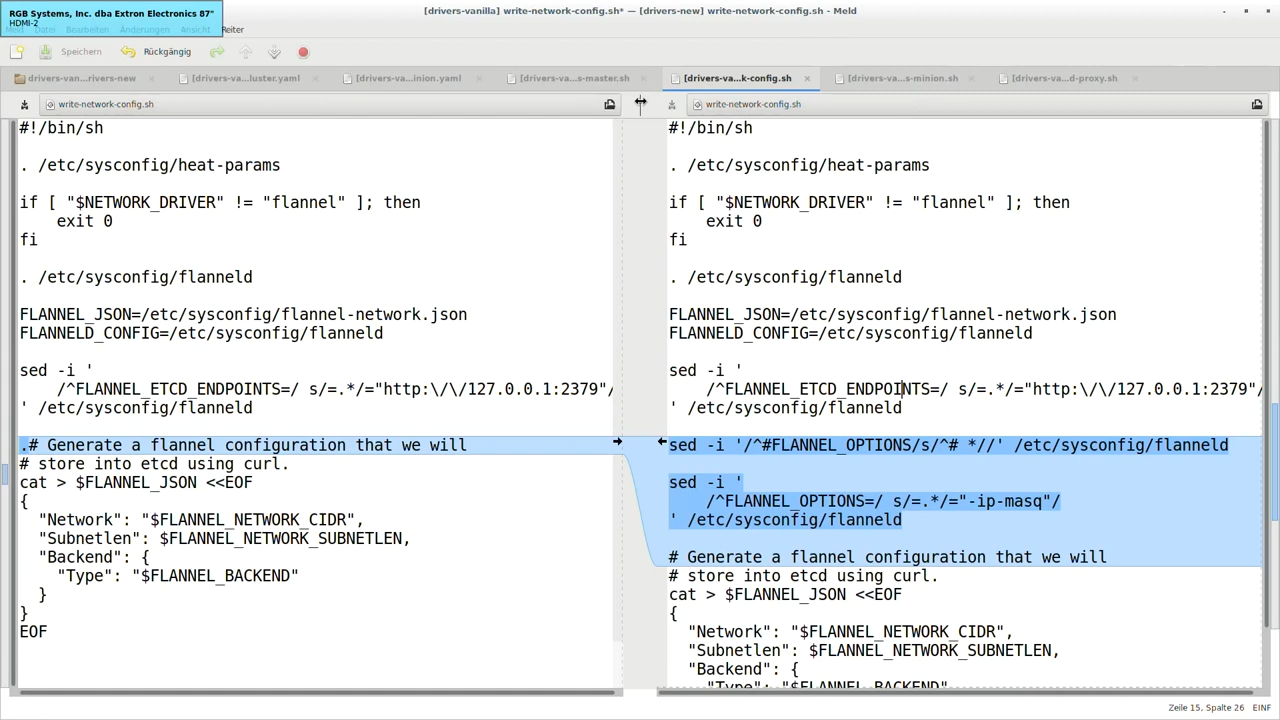 [drivers-vanilla] write-network-config.sh* — [drivers-new] write-network-config.sh - Meld
RGB Systems, Inc. dba Extron Electronics 87"
HDMI-2
Meld Datei Bearbeiten Änderungen Ansicht Reiter
Speichern Rückgängig
drivers-van...rivers-new
[drivers-va...luster.yaml
[drivers-va...inion.yaml
[drivers-va...s-master.sh
[drivers-va...k-config.sh
[drivers-va...s-minion.sh
[drivers-va...d-proxy.sh
write-network-config.sh
#!/bin/sh
. /etc/sysconfig/heat-params
if [ "$NETWORK_DRIVER" != "flannel" ]; then
    exit 0
fi
. /etc/sysconfig/flanneld
FLANNEL_JSON=/etc/sysconfig/flannel-network.json
FLANNELD_CONFIG=/etc/sysconfig/flanneld
sed -i '
    /^FLANNEL_ETCD_ENDPOINTS=/ s/=.*/="http:\/\/127.0.0.1:2379"/
' /etc/sysconfig/flanneld
.# Generate a flannel configuration that we will
# store into etcd using curl.
cat > $FLANNEL_JSON <<EOF
{
  "Network": "$FLANNEL_NETWORK_CIDR",
  "Subnetlen": $FLANNEL_NETWORK_SUBNETLEN,
  "Backend": {
    "Type": "$FLANNEL_BACKEND"
  }
}
EOF
write-network-config.sh
#!/bin/sh
. /etc/sysconfig/heat-params
if [ "$NETWORK_DRIVER" != "flannel" ]; then
    exit 0
fi
. /etc/sysconfig/flanneld
FLANNEL_JSON=/etc/sysconfig/flannel-network.json
FLANNELD_CONFIG=/etc/sysconfig/flanneld
sed -i '
    /^FLANNEL_ETCD_ENDPOINTS=/ s/=.*/="http:\/\/127.0.0.1:2379"/
' /etc/sysconfig/flanneld
sed -i '/^#FLANNEL_OPTIONS/s/^# *//' /etc/sysconfig/flanneld
sed -i '
    /^FLANNEL_OPTIONS=/ s/=.*/="-ip-masq"/
' /etc/sysconfig/flanneld
# Generate a flannel configuration that we will
# store into etcd using curl.
cat > $FLANNEL_JSON <<EOF
{
  "Network": "$FLANNEL_NETWORK_CIDR",
  "Subnetlen": $FLANNEL_NETWORK_SUBNETLEN,
  "Backend": {
    "Type": "$FLANNEL_BACKEND"
Zeile 15, Spalte 26 EINF